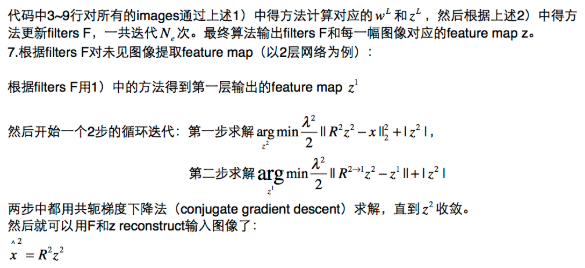 代码中3~9行对所有的images通过上述1）中得方法计算对应的 w^L 和 z^L，然后根据上述2）中得方
法更新filters F，一共迭代 N_e 次。最终算法输出filters F和每一幅图像对应的feature map z。
7.根据filters F对未见图像提取feature map（以2层网络为例）：
根据filters F用1）中的方法得到第一层输出的feature map z^1
然后开始一个2步的循环迭代：第一步求解 arg min_{z^2} λ^2/2 || R^2 z^2 − x ||_2^2 + | z^2 |，
第二步求解 arg min_{z^1} λ^2/2 || R^{2→1} z^2 − z^1 || + | z^2 |
两步中都用共轭梯度下降法（conjugate gradient descent）求解，直到 z^2 收敛。
然后就可以用F和z reconstruct输入图像了：
x̂^2 = R^2 z^2